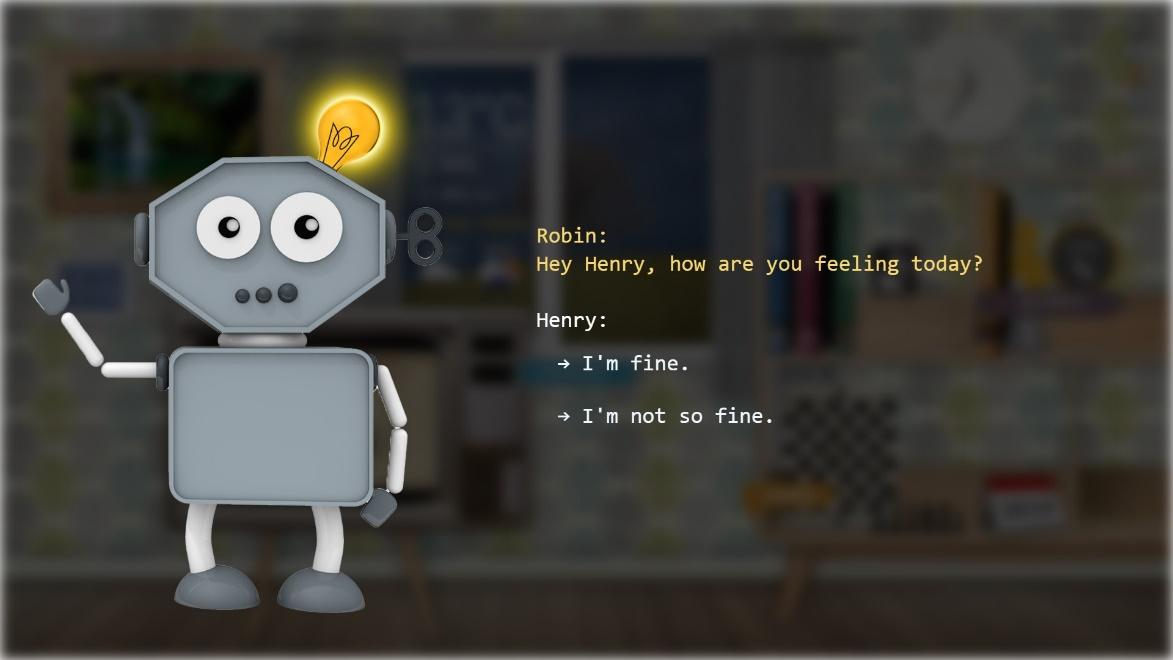 Robin:
Hey Henry, how are you feeling today?
Henry:
→ I'm fine.
→ I'm not so fine.